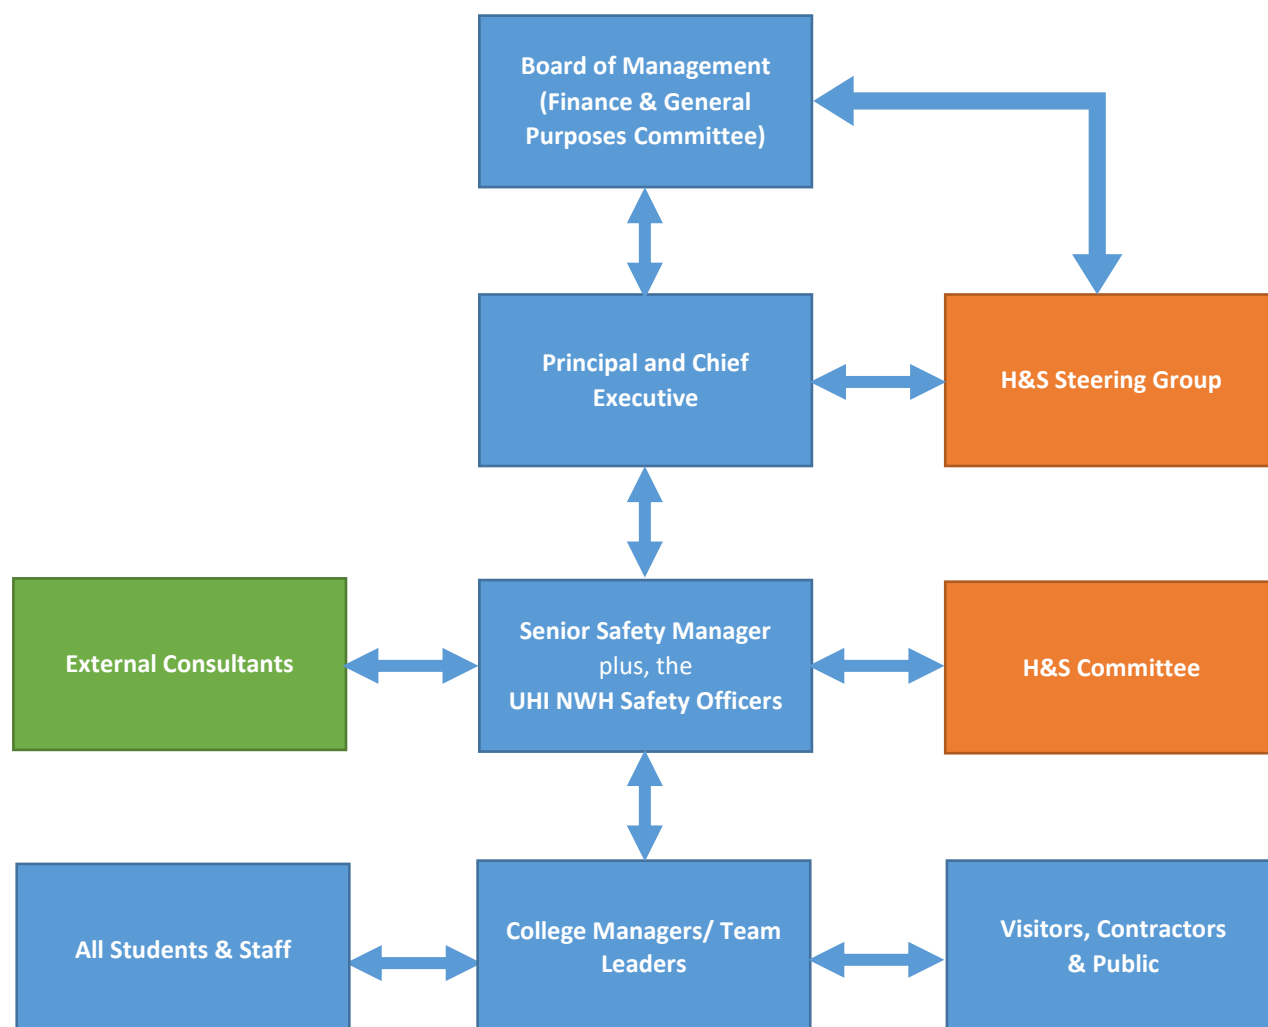 Board of Management
(Finance & General
Purposes Committee)
Principal and Chief
Executive
H&S Steering Group
External Consultants
Senior Safety Manager
plus, the
UHI NWH Safety Officers
H&S Committee
All Students & Staff
College Managers/ Team
Leaders
Visitors, Contractors
& Public